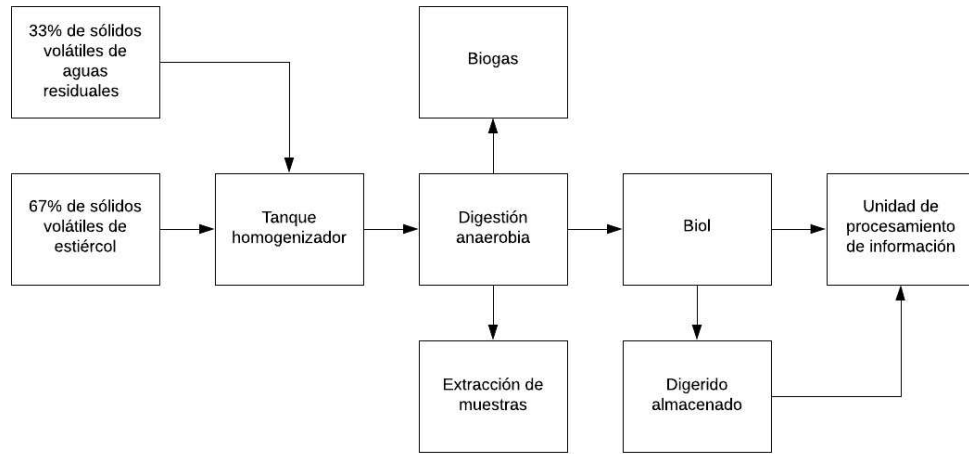 33% de sólidos
volátiles de
aguas
residuales
Biogas
67% de sólidos
volátiles de
estiércol
Tanque
homogenizador
Digestión
anaerobia
Biol
Unidad de
procesamiento
de información
Extracción de
muestras
Digerido
almacenado